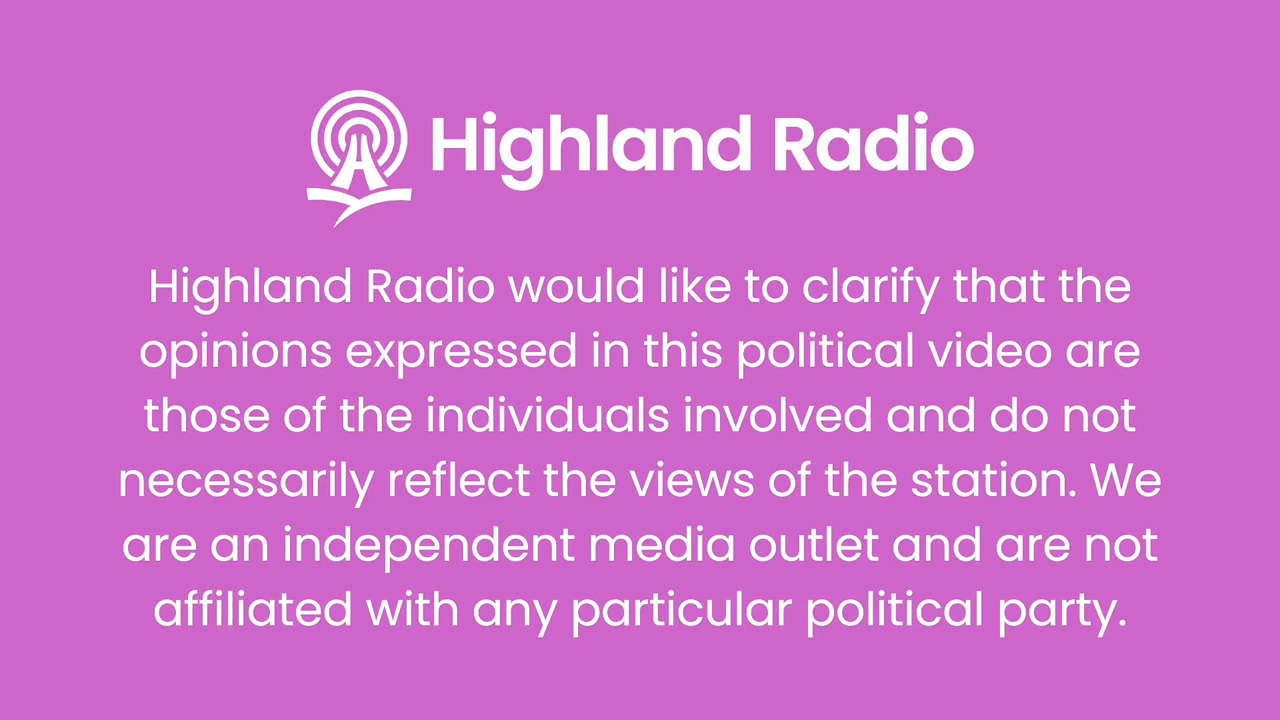 Highland Radio
Highland Radio would like to clarify that the
opinions expressed in this political video are
those of the individuals involved and do not
necessarily reflect the views of the station. We
are an independent media outlet and are not
affiliated with any particular political party.